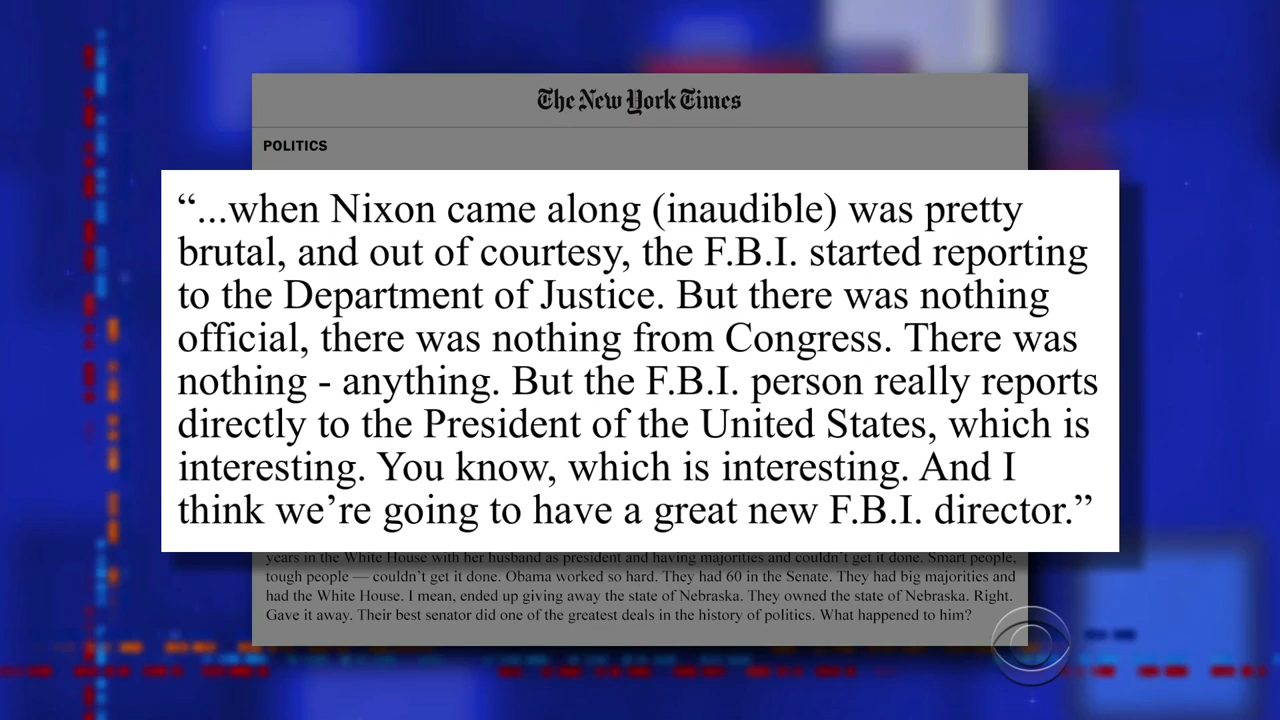 The New York Times
POLITICS
“...when Nixon came along (inaudible) was pretty
brutal, and out of courtesy, the F.B.I. started reporting
to the Department of Justice. But there was nothing
official, there was nothing from Congress. There was
nothing - anything. But the F.B.I. person really reports
directly to the President of the United States, which is
interesting. You know, which is interesting. And I
think we’re going to have a great new F.B.I. director.”
years in the White House with her husband as president and having majorities and couldn’t get it done. Smart people,
tough people — couldn’t get it done. Obama worked so hard. They had 60 in the Senate. They had big majorities and
had the White House. I mean, ended up giving away the state of Nebraska. They owned the state of Nebraska. Right.
Gave it away. Their best senator did one of the greatest deals in the history of politics. What happened to him?